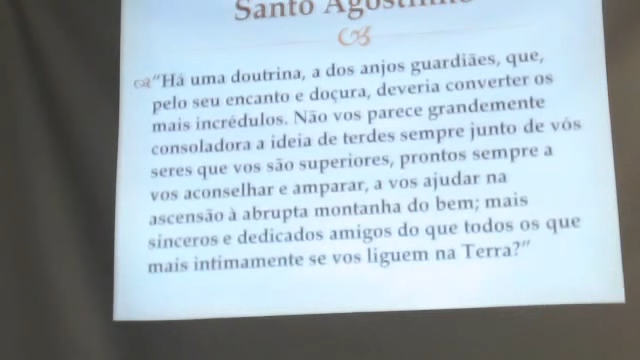 Santo Agostinho
"Há uma doutrina, a dos anjos guardiães, que,
pelo seu encanto e doçura, deveria converter os
mais incrédulos. Não vos parece grandemente
consoladora a ideia de terdes sempre junto de vós
seres que vos são superiores, prontos sempre a
vos aconselhar e amparar, a vos ajudar na
ascensão à abrupta montanha do bem; mais
sinceros e dedicados amigos do que todos os que
mais intimamente se vos liguem na Terra?"